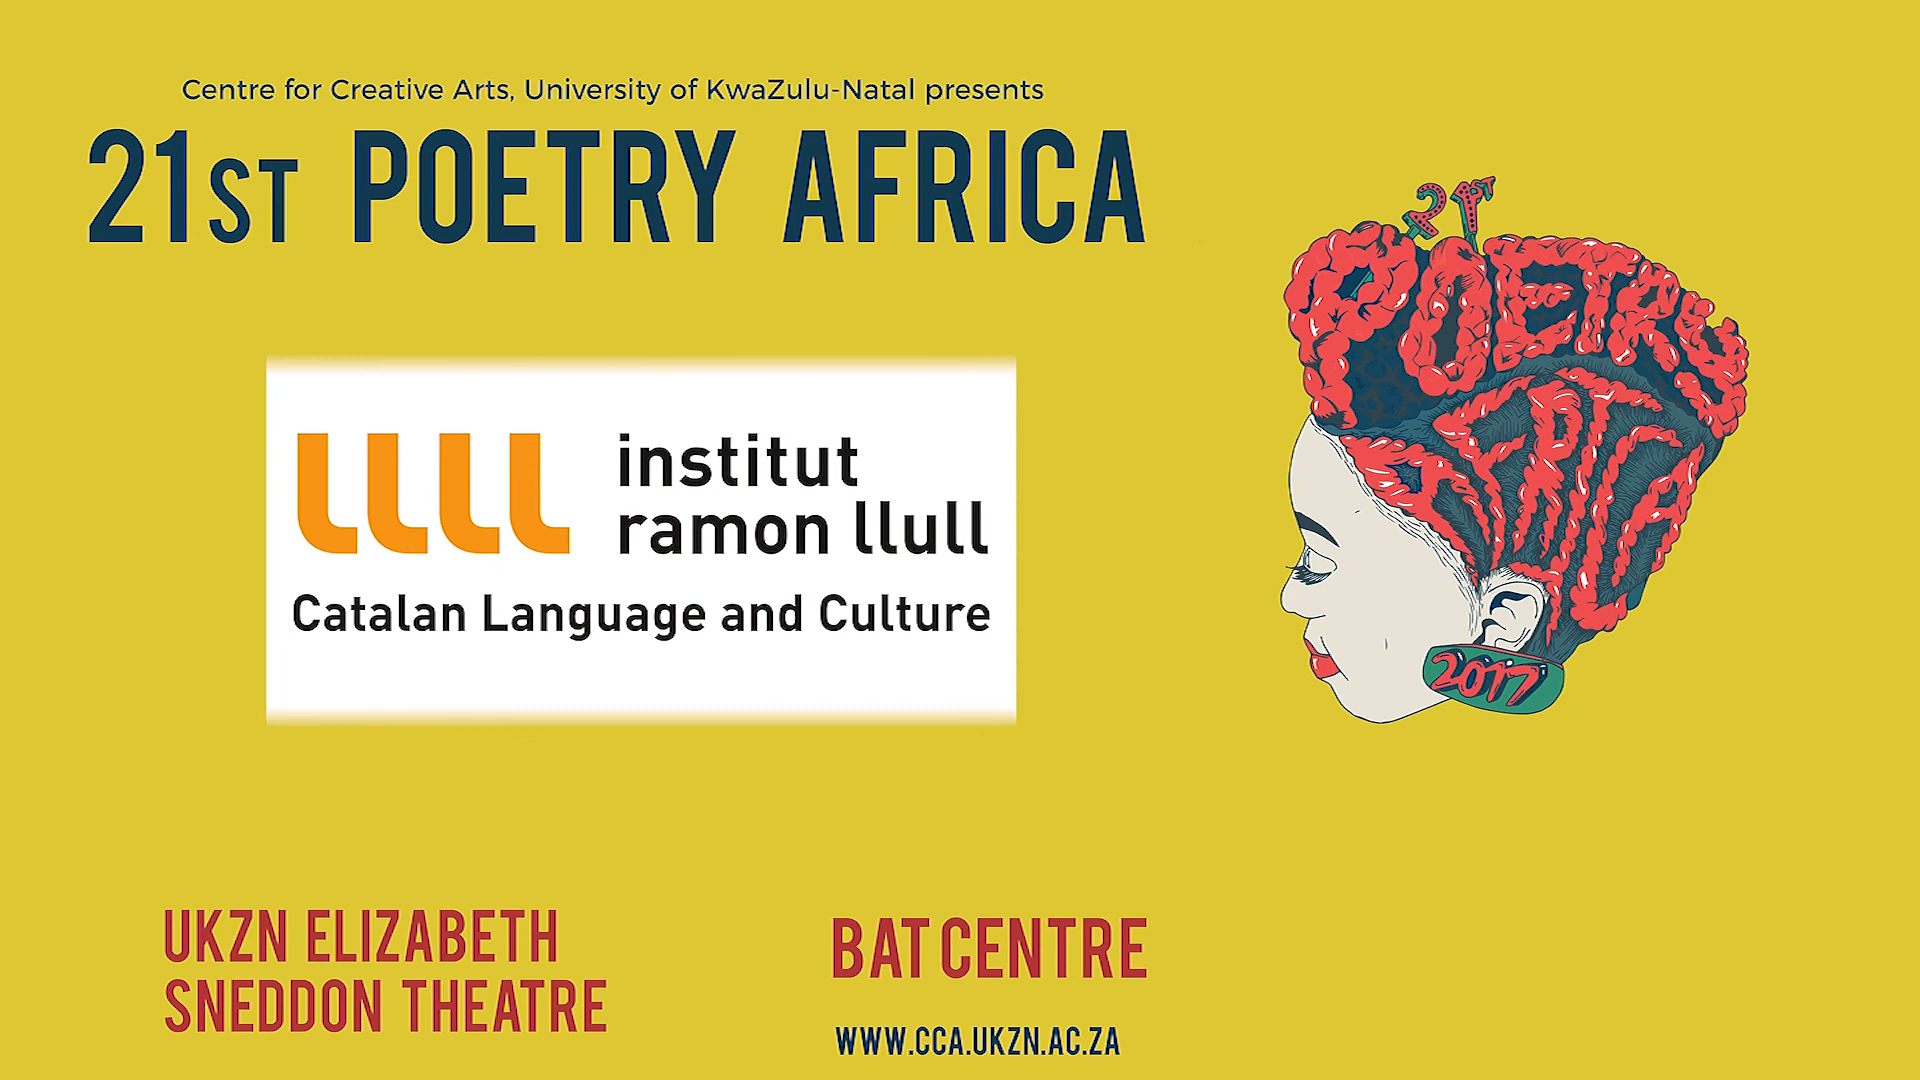 Centre for Creative Arts, University of KwaZulu-Natal presents
21ST POETRY AFRICA
21ST
POETRY
AFRICA
2017
institut
ramon llull
Catalan Language and Culture
UKZN ELIZABETH
SNEDDON THEATRE
BAT CENTRE
WWW.CCA.UKZN.AC.ZA